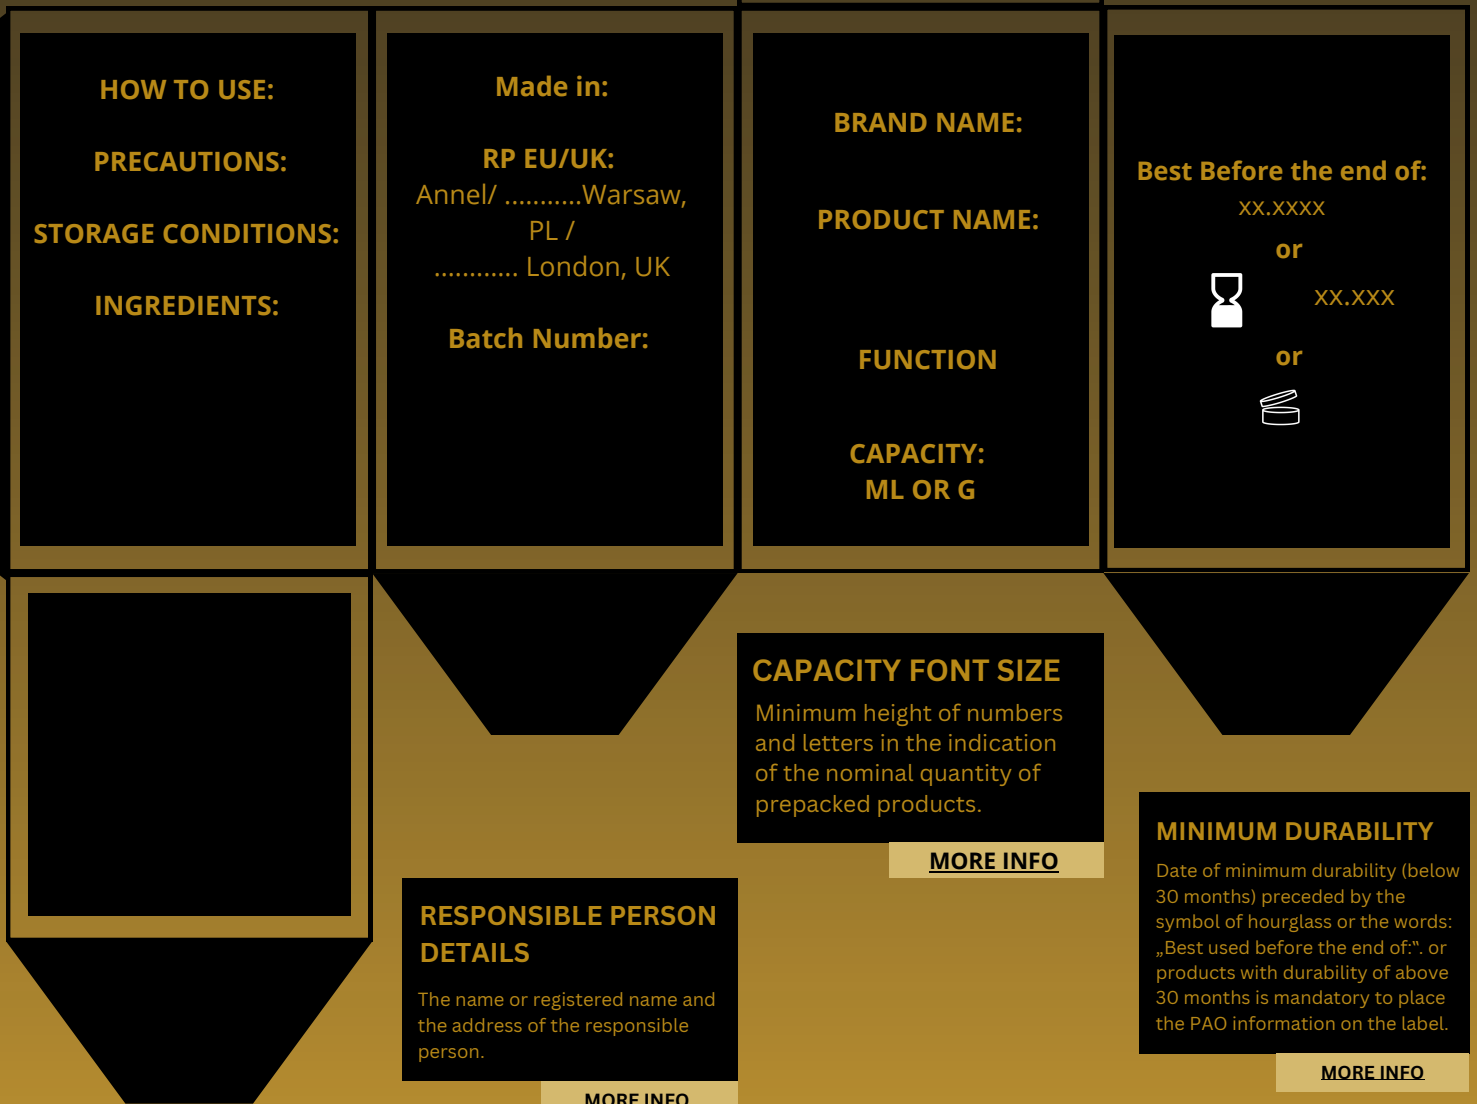 HOW TO USE:
PRECAUTIONS:
STORAGE CONDITIONS:
INGREDIENTS:
Made in:
RP EU/UK:
Annel/ ...........Warsaw,
PL /
............ London, UK
Batch Number:
BRAND NAME:
PRODUCT NAME:
FUNCTION
CAPACITY:
ML OR G
Best Before the end of:
xx.xxxx
or
xx.xxx
or
CAPACITY FONT SIZE
Minimum height of numbers
and letters in the indication
of the nominal quantity of
prepacked products.
MORE INFO
RESPONSIBLE PERSON
DETAILS
The name or registered name and
the address of the responsible
person.
MORE INFO
MINIMUM DURABILITY
Date of minimum durability (below
30 months) preceded by the
symbol of hourglass or the words:
„Best used before the end of:‟. or
products with durability of above
30 months is mandatory to place
the PAO information on the label.
MORE INFO